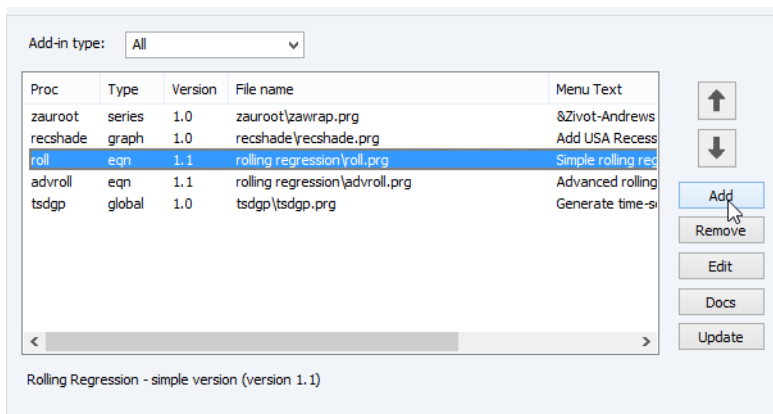 Add-in type: All
Proc Type Version File name Menu Text
zauroot series 1.0 zauroot\zawrap.prg &Zivot-Andrews
recshade graph 1.0 recshade\recshade.prg Add USA Recess
roll eqn 1.1 rolling regression\roll.prg Simple rolling reg
advroll eqn 1.1 rolling regression\advroll.prg Advanced rolling
tsdgp global 1.0 tsdgp\tsdgp.prg Generate time-s
Add
Remove
Edit
Docs
Update
Rolling Regression - simple version (version 1.1)